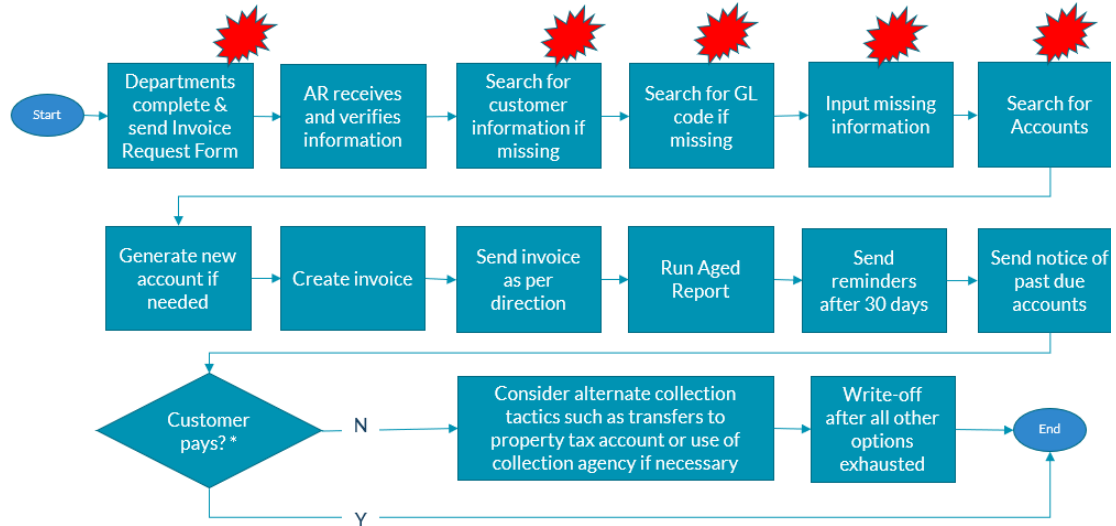 Start
Departments
complete &
send Invoice
Request Form
AR receives
and verifies
information
Search for
customer
information if
missing
Search for GL
code if
missing
Input missing
information
Search for
Accounts
Generate new
account if
needed
Create invoice
Send invoice
as per
direction
Run Aged
Report
Send
reminders
after 30 days
Send notice of
past due
accounts
Customer
pays? *
N
Consider alternate collection
tactics such as transfers to
property tax account or use of
collection agency if necessary
Write-off
after all other
options
exhausted
End
Y